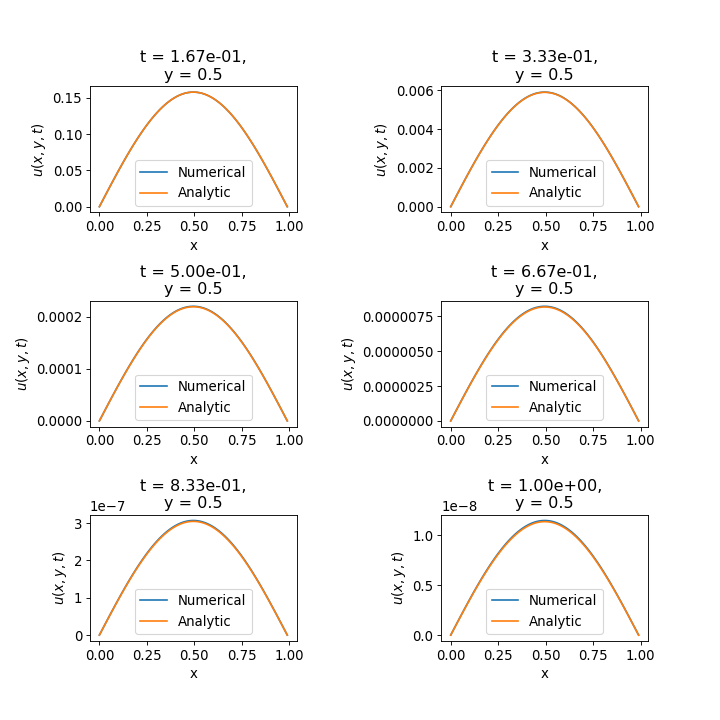 t = 1.67e-01,
y = 0.5
0.15
0.10
0.05
0.00
u(x, y, t)
Numerical
Analytic
0.00 0.25 0.50 0.75 1.00
x
t = 3.33e-01,
y = 0.5
0.006
0.004
0.002
0.000
u(x, y, t)
Numerical
Analytic
0.00 0.25 0.50 0.75 1.00
x
t = 5.00e-01,
y = 0.5
0.0002
0.0001
0.0000
u(x, y, t)
Numerical
Analytic
0.00 0.25 0.50 0.75 1.00
x
t = 6.67e-01,
y = 0.5
0.0000075
0.0000050
0.0000025
0.0000000
u(x, y, t)
Numerical
Analytic
0.00 0.25 0.50 0.75 1.00
x
t = 8.33e-01,
y = 0.5
1e−7
3
2
1
0
u(x, y, t)
Numerical
Analytic
0.00 0.25 0.50 0.75 1.00
x
t = 1.00e+00,
y = 0.5
1e−8
1.0
0.5
0.0
u(x, y, t)
Numerical
Analytic
0.00 0.25 0.50 0.75 1.00
x